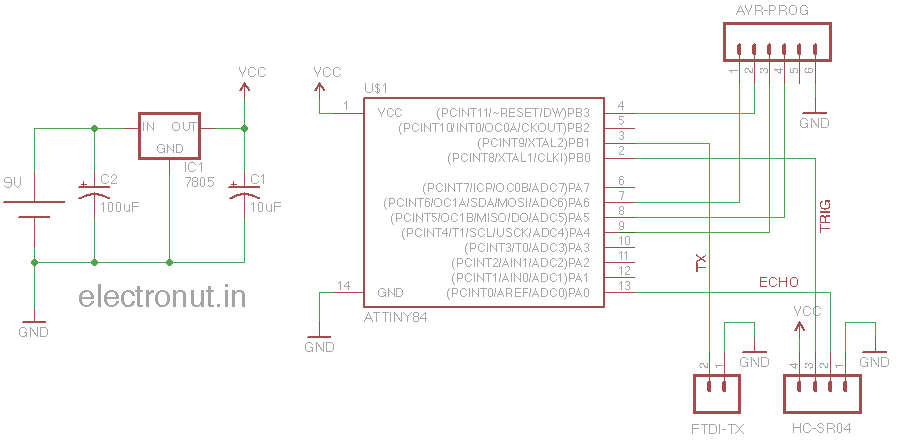 AVR-PROG
1 2 3 4 5 6
GND
VCC
IN OUT
GND
IC1
7805
9V
C2
100uF
C1
10uF
GND
electronut.in
VCC
U$1
1 VCC (PCINT11/~RESET/DW)PB3 4
(PCINT10/INT0/OC0A/CKOUT)PB2 5
(PCINT9/XTAL2)PB1 3
(PCINT8/XTAL1/CLKI)PB0 2
(PCINT7/ICP/OC0B/ADC7)PA7 6
(PCINT6/OC1A/SDA/MOSI/ADC6)PA6 7
(PCINT5/OC1B/MISO/DO/ADC5)PA5 8
(PCINT4/T1/SCL/USCK/ADC4)PA4 9
(PCINT3/T0/ADC3)PA3 10
(PCINT2/AIN1/ADC2)PA2 11
(PCINT1/AIN0/ADC1)PA1 12
14 GND (PCINT0/AREF/ADC0)PA0 13
ATTINY84
GND
TX
TRIG
ECHO
VCC
GND
GND
2 1
4 3 2 1
FTDI-TX
HC-SR04